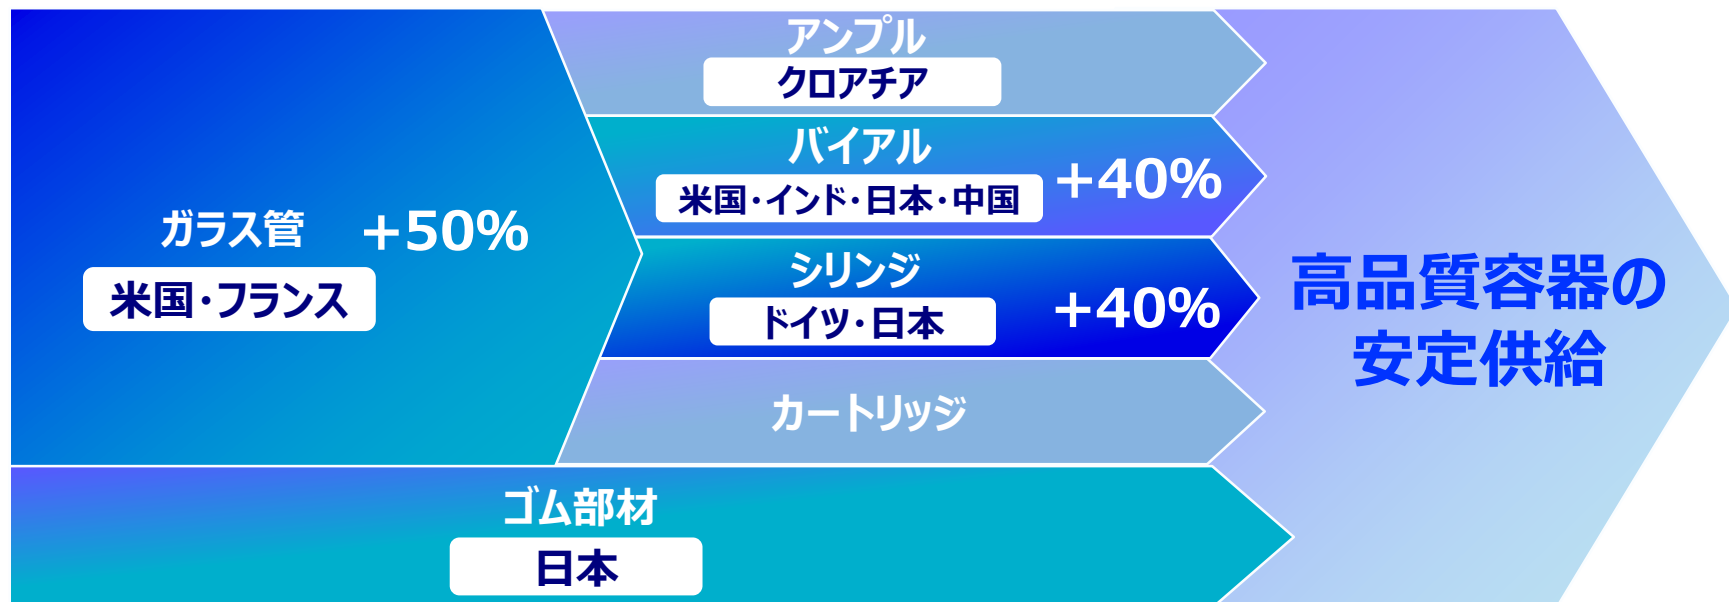 ガラス管
+50%
米国・フランス
アンプル
クロアチア
バイアル
+40%
米国・インド・日本・中国
シリンジ
+40%
ドイツ・日本
カートリッジ
ゴム部材
日本
高品質容器の
安定供給